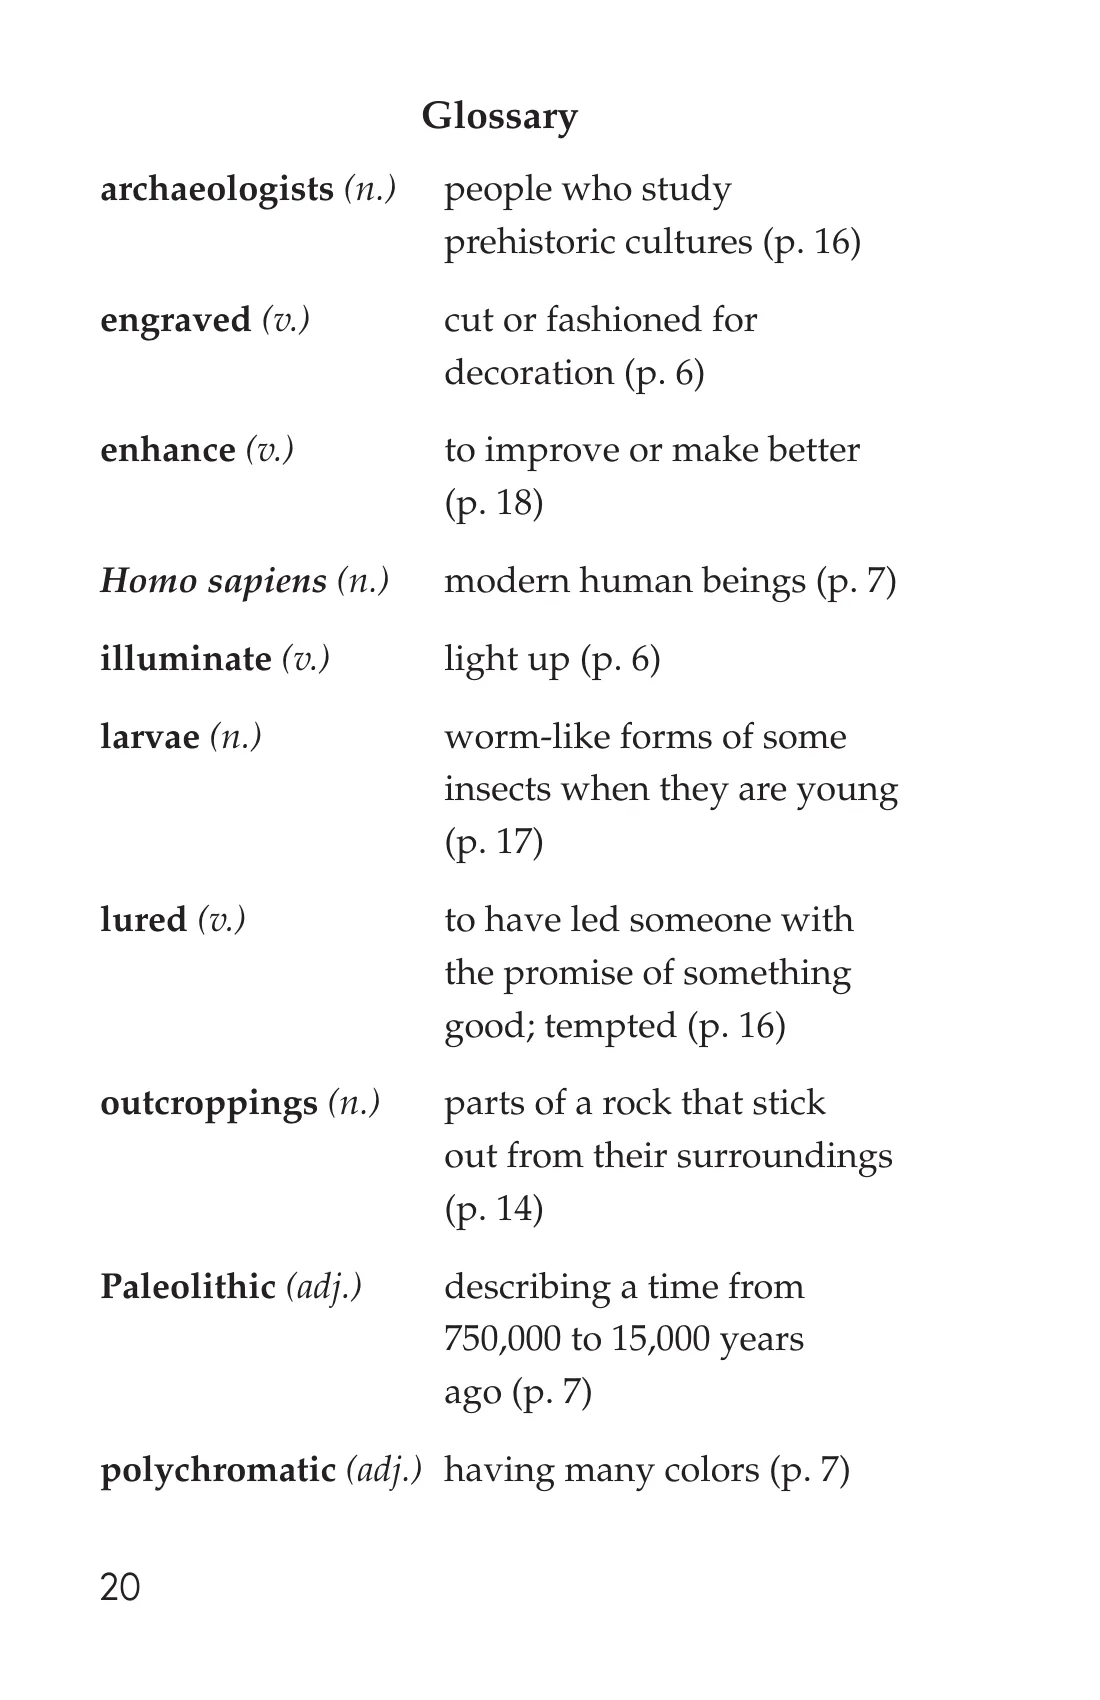 Glossary
archaeologists (n.) people who study
prehistoric cultures (p. 16)
engraved (v.) cut or fashioned for
decoration (p. 6)
enhance (v.) to improve or make better
(p. 18)
Homo sapiens (n.) modern human beings (p. 7)
illuminate (v.) light up (p. 6)
larvae (n.) worm-like forms of some
insects when they are young
(p. 17)
lured (v.) to have led someone with
the promise of something
good; tempted (p. 16)
outcroppings (n.) parts of a rock that stick
out from their surroundings
(p. 14)
Paleolithic (adj.) describing a time from
750,000 to 15,000 years
ago (p. 7)
polychromatic (adj.) having many colors (p. 7)
20